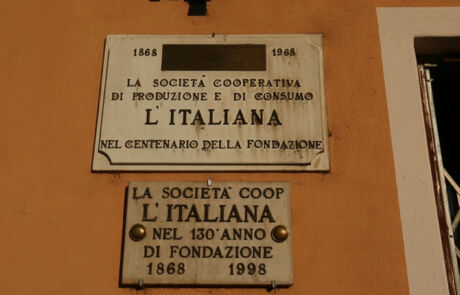 1868 1968
LA SOCIETÀ COOPERATIVA
DI PRODUZIONE E DI CONSUMO
L'ITALIANA
NEL CENTENARIO DELLA FONDAZIONE
LA SOCIETA' COOP
L'ITALIANA
NEL 130° ANNO
DI FONDAZIONE
1868 1998